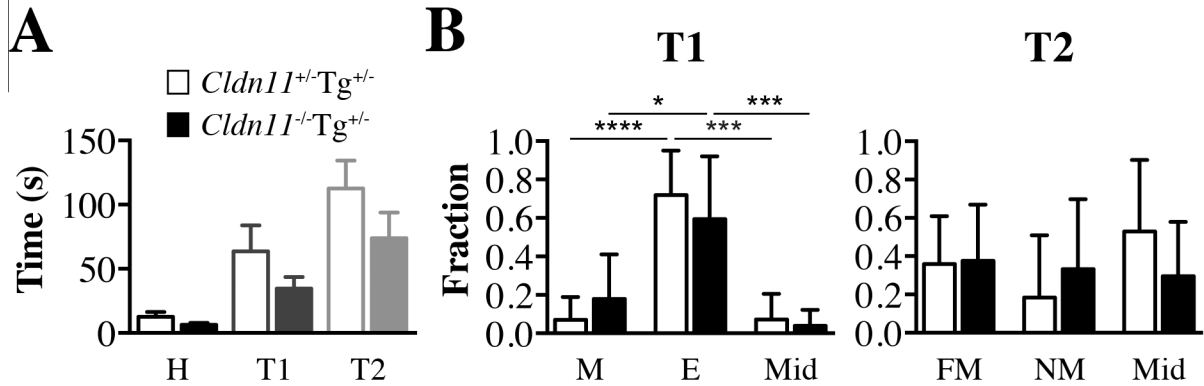 A
B
T1
T2
Cldn11+/-Tg+/-
Cldn11-/-Tg+/-
* ***
**** ***
Time (s)
150
100
50
0
H T1 T2
Fraction
1.0
0.8
0.6
0.4
0.2
0.0
M E Mid
1.0
0.8
0.6
0.4
0.2
0.0
FM NM Mid